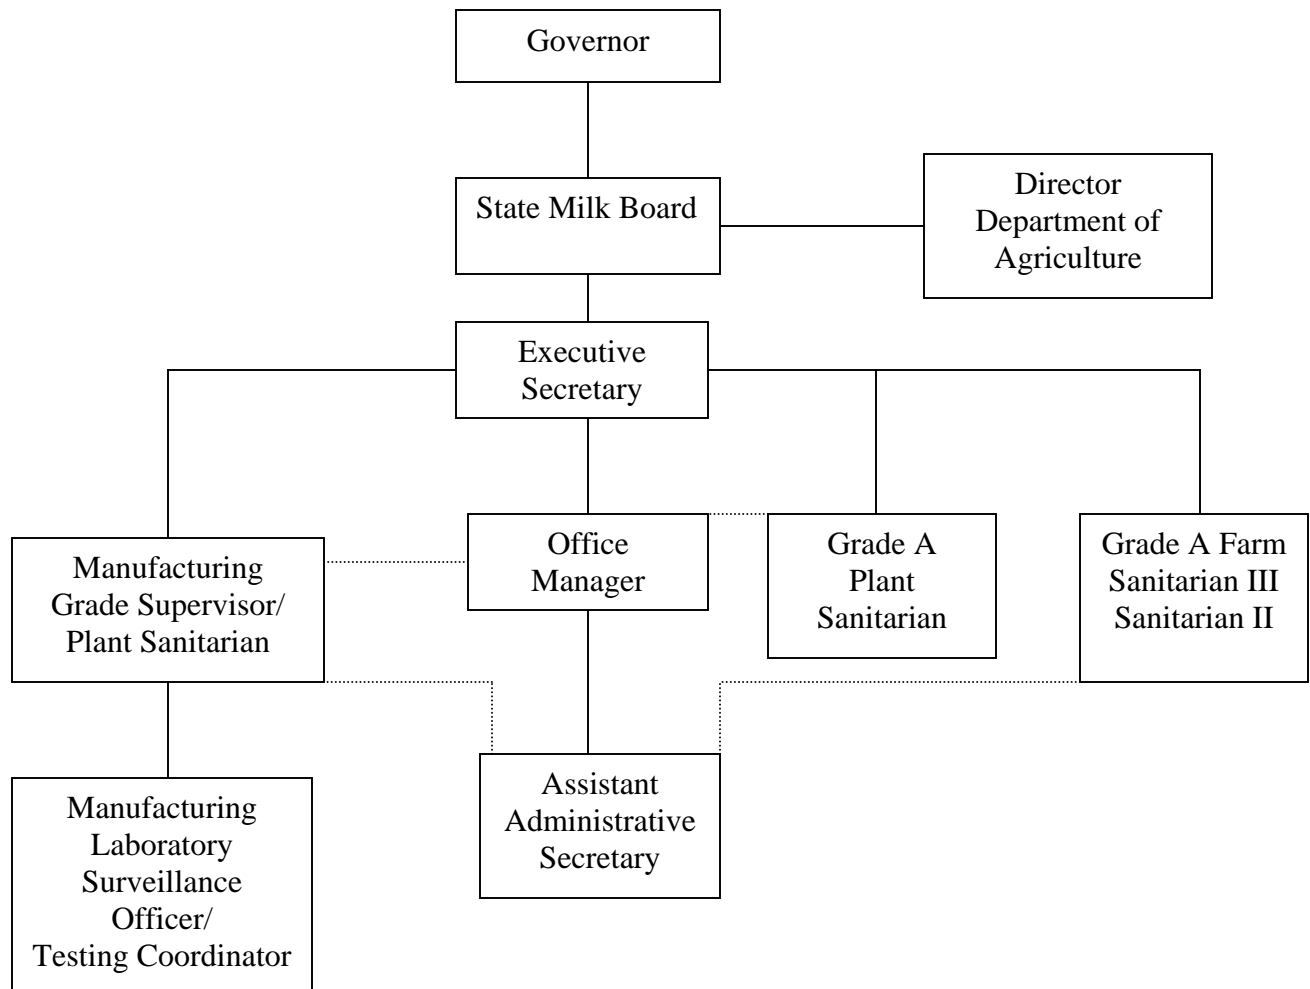 Governor
State Milk Board
Director
Department of
Agriculture
Executive
Secretary
Manufacturing
Grade Supervisor/
Plant Sanitarian
Office
Manager
Grade A
Plant
Sanitarian
Grade A Farm
Sanitarian III
Sanitarian II
Manufacturing
Laboratory
Surveillance
Officer/
Testing Coordinator
Assistant
Administrative
Secretary